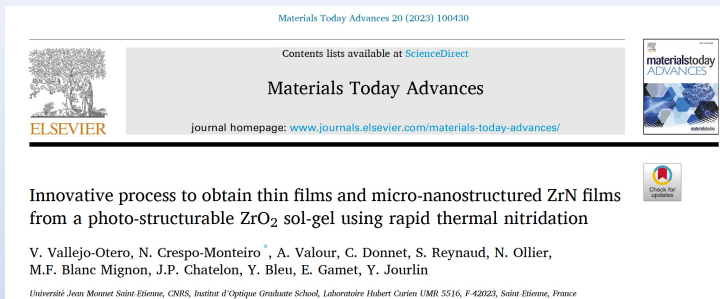 Materials Today Advances 20 (2023) 100430
Contents lists available at ScienceDirect
Materials Today Advances
journal homepage: www.journals.elsevier.com/materials-today-advances/
ELSEVIER
materialstoday
ADVANCES
Check for
updates
Innovative process to obtain thin films and micro-nanostructured ZrN films
from a photo-structurable ZrO₂ sol-gel using rapid thermal nitridation
V. Vallejo-Otero, N. Crespo-Monteiro *, A. Valour, C. Donnet, S. Reynaud, N. Ollier,
M.F. Blanc Mignon, J.P. Chatelon, Y. Bleu, E. Gamet, Y. Jourlin
Université Jean Monnet Saint-Etienne, CNRS, Institut d'Optique Graduate School, Laboratoire Hubert Curien UMR 5516, F-42023, Saint-Etienne, France